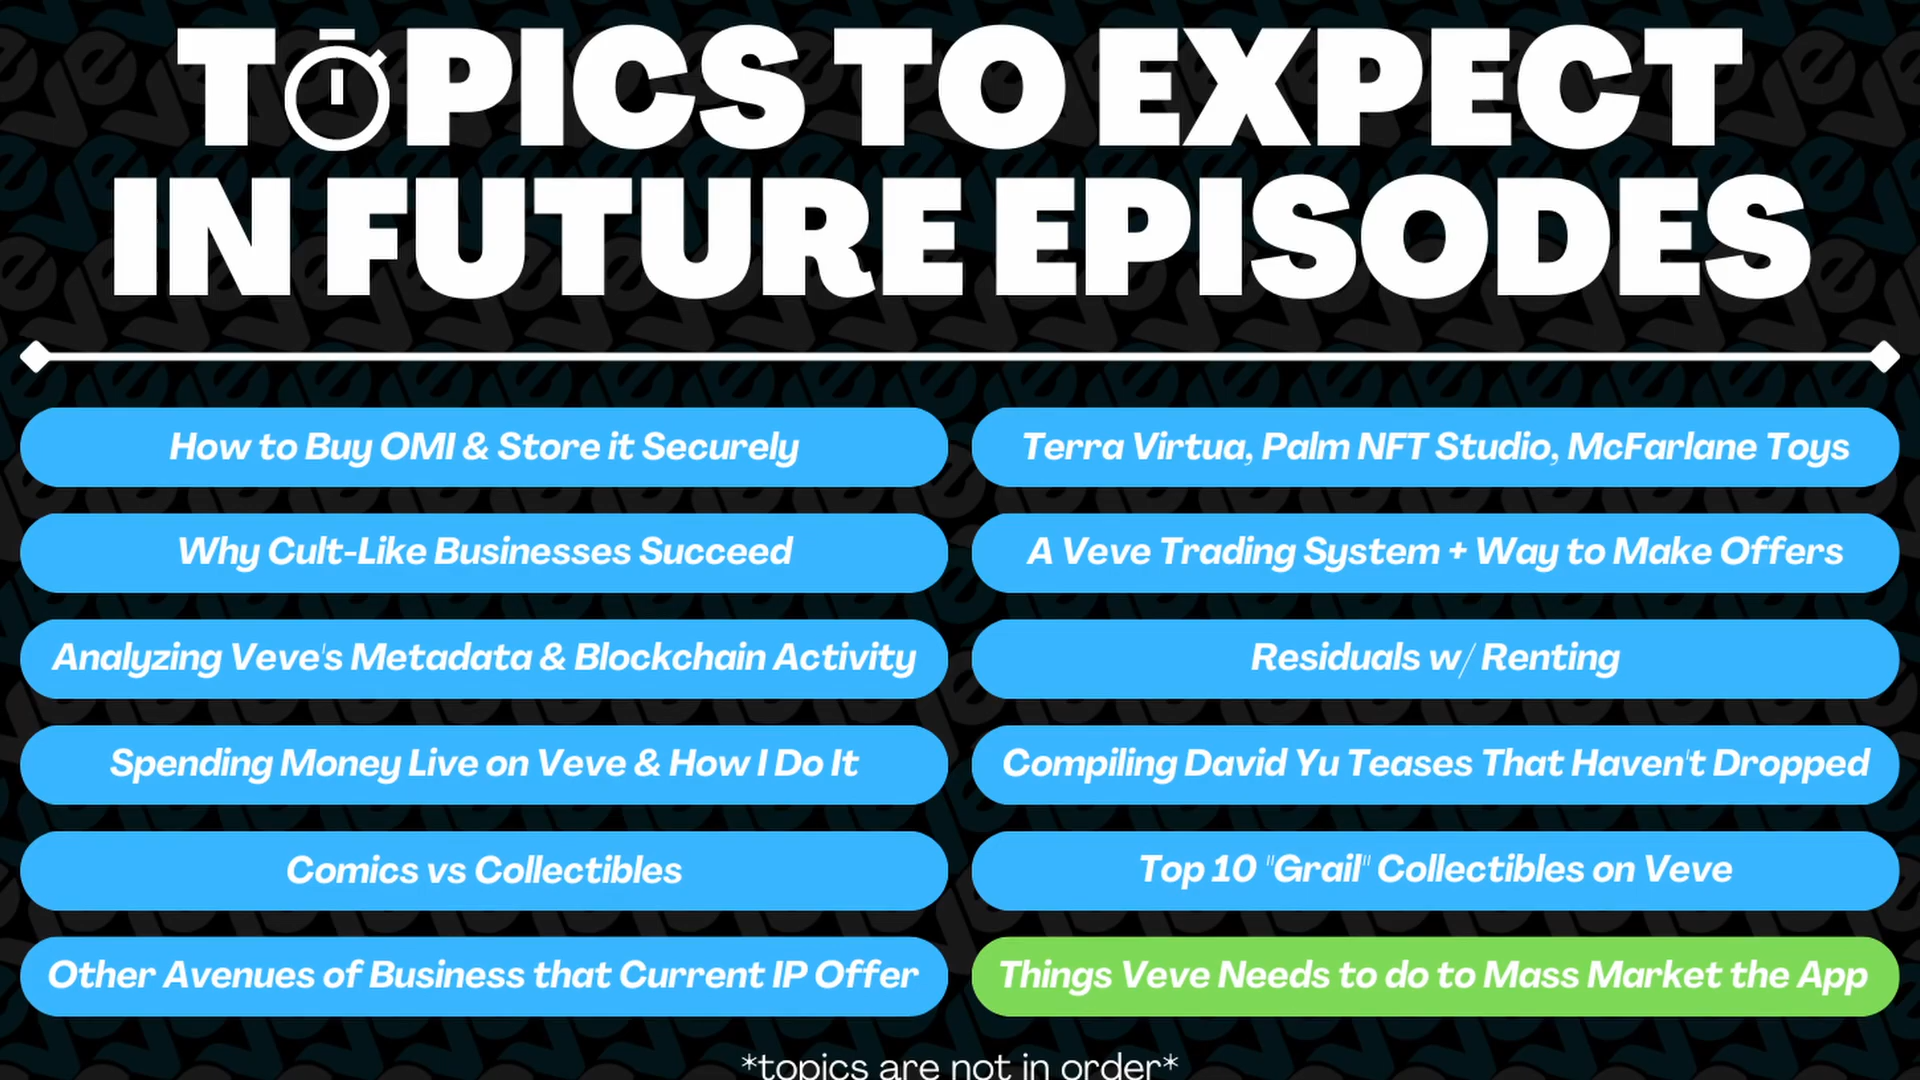 TOPICS TO EXPECT
IN FUTURE EPISODES
How to Buy OMI & Store it Securely
Terra Virtua, Palm NFT Studio, McFarlane Toys
Why Cult-Like Businesses Succeed
A Veve Trading System + Way to Make Offers
Analyzing Veve's Metadata & Blockchain Activity
Residuals w/ Renting
Spending Money Live on Veve & How I Do It
Compiling David Yu Teases That Haven't Dropped
Comics vs Collectibles
Top 10 "Grail" Collectibles on Veve
Other Avenues of Business that Current IP Offer
Things Veve Needs to do to Mass Market the App
*topics are not in order*